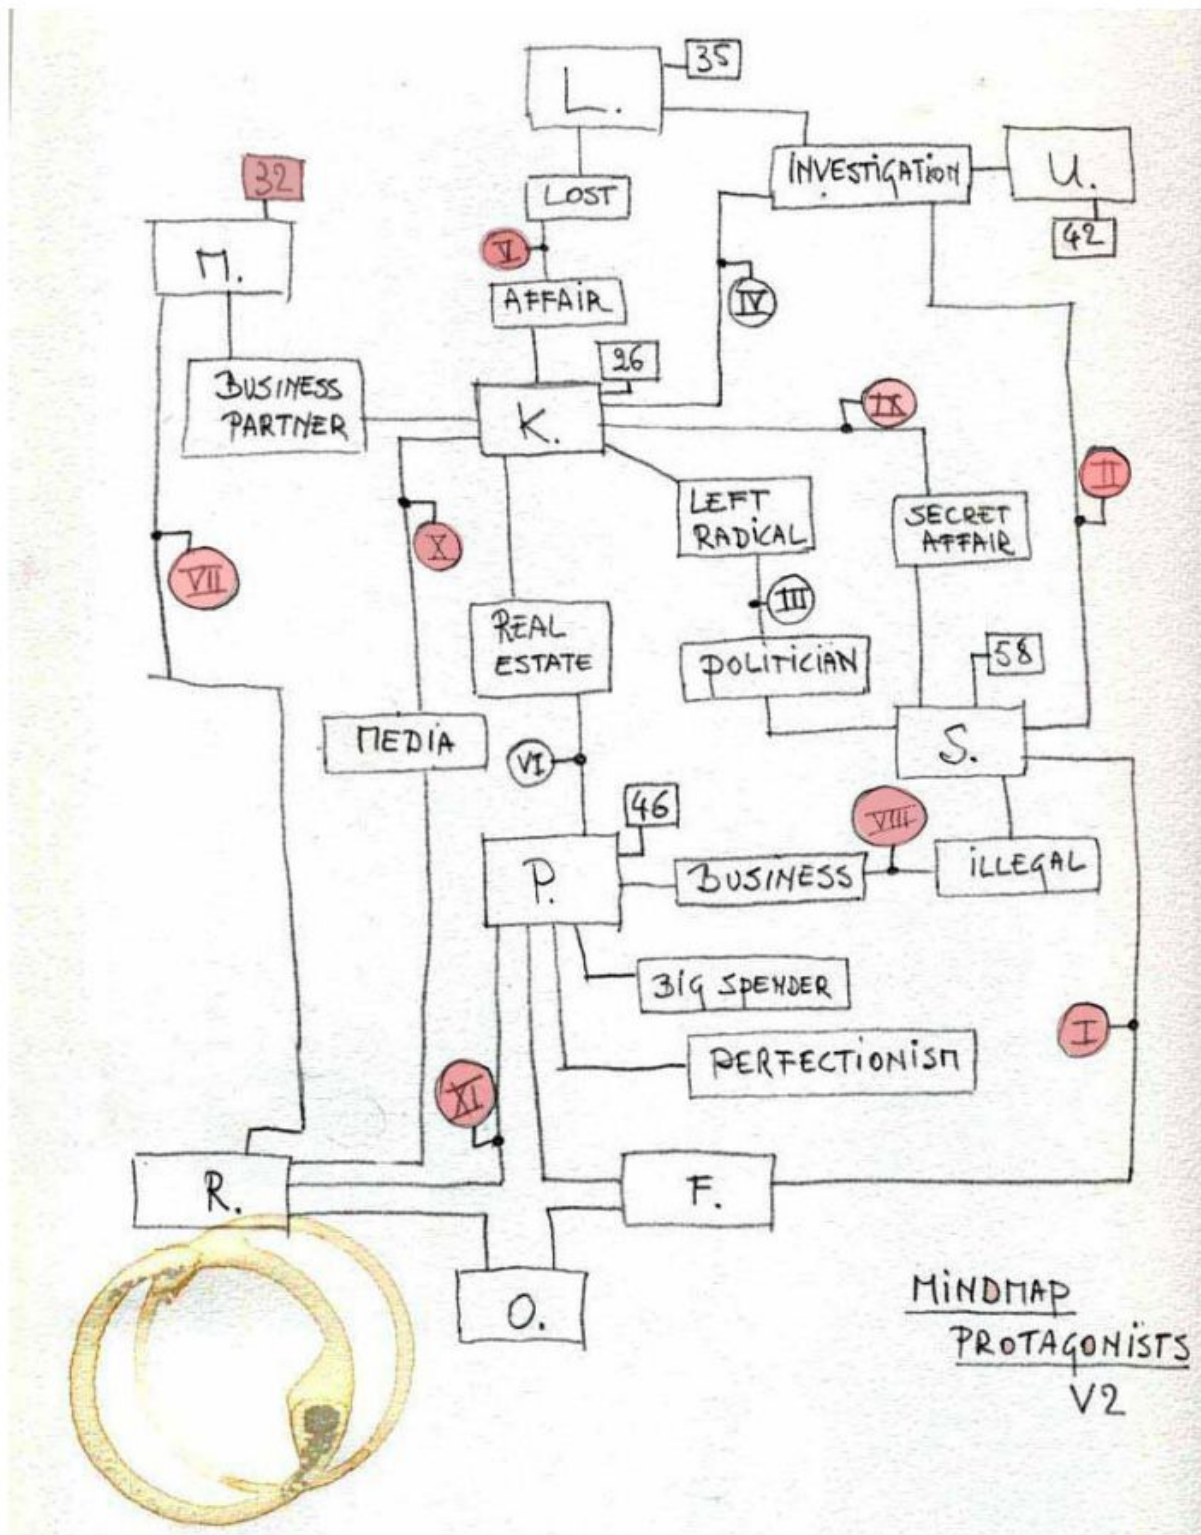 35
L.
INVESTIGATION
U.
32
LOST
42
M.
V
AFFAIR
IV
26
BUSINESS
PARTNER
K.
IX
II
LEFT
RADICAL
SECRET
AFFAIR
X
VII
III
REAL
ESTATE
POLITICIAN
58
MEDIA
S.
VI
46
VIII
P.
BUSINESS
ILLEGAL
BIG SPENDER
I
PERFECTIONISM
XI
R.
F.
O.
MINDMAP
PROTAGONISTS
V2